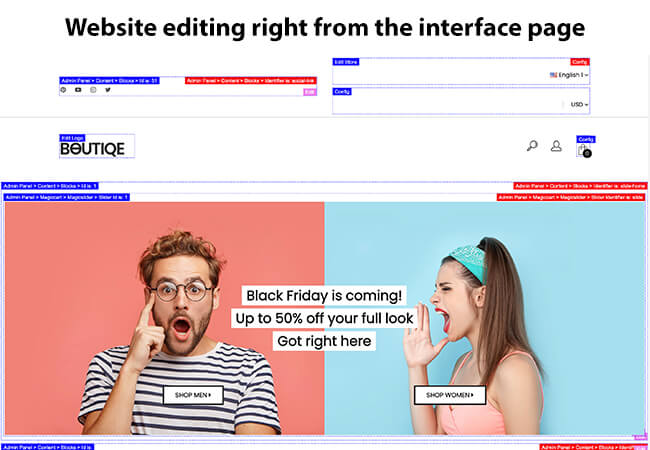 Website editing right from the interface page
Edit Store
Config
Admin Panel > Content > Blocks > Id is: 31
Admin Panel > Content > Blocks > Identifier is: social-link
English
Edit
Config
USD
Edit Logo
BOUTIQE
Config
0
Admin Panel > Content > Blocks > Id is: 1
Admin Panel > Content > Blocks > Identifier is: slidehome
Admin Panel > Magiccart > Magicslider > Slider Id is: 1
Admin Panel > Magiccart > Magicslider > Slider Identifier is: slide
Black Friday is coming!
Up to 50% off your full look
Got right here
SHOP MEN
SHOP WOMEN
Admin Panel > Content > Blocks > Id is:
Admin Panel > Content > Blocks > Identifier is: